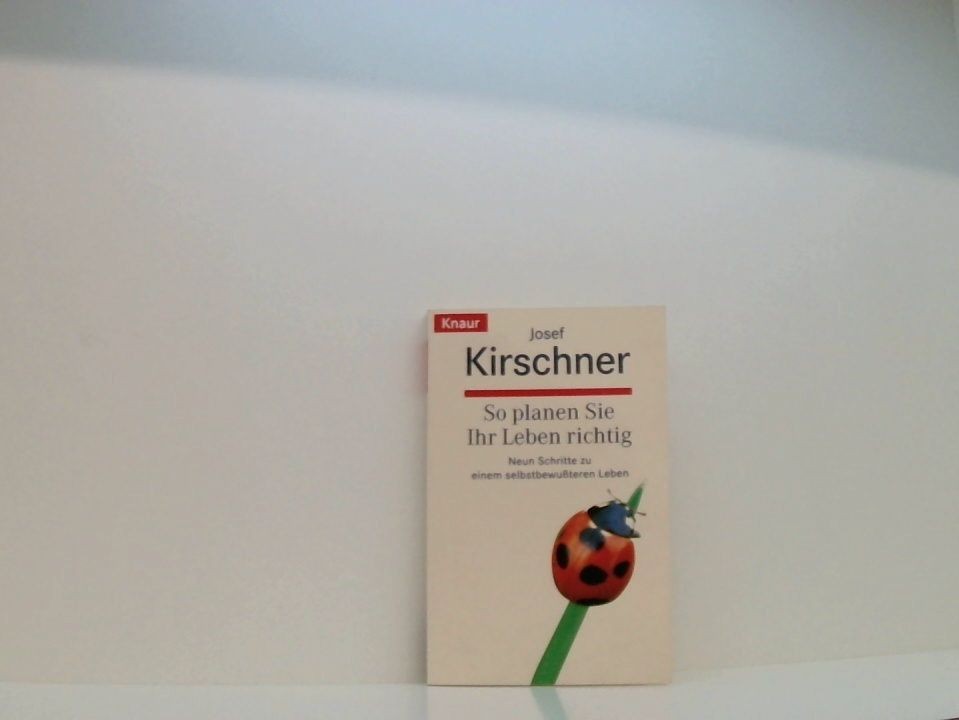 Knaur
Josef
Kirschner
So planen Sie
Ihr Leben richtig
Neun Schritte zu
einem selbstbewußteren Leben